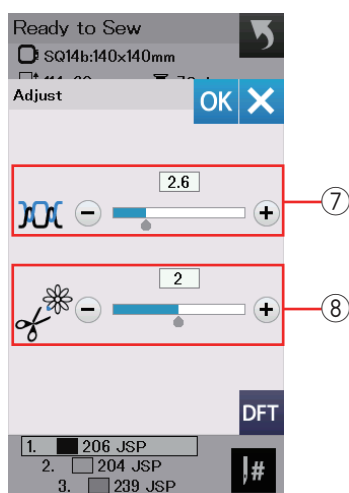 Ready to Sew
SQ14b:140x140mm
Adjust
OK
2.6
⑦
2
⑧
DFT
1. 206 JSP
2. 204 JSP
3. 239 JSP
#